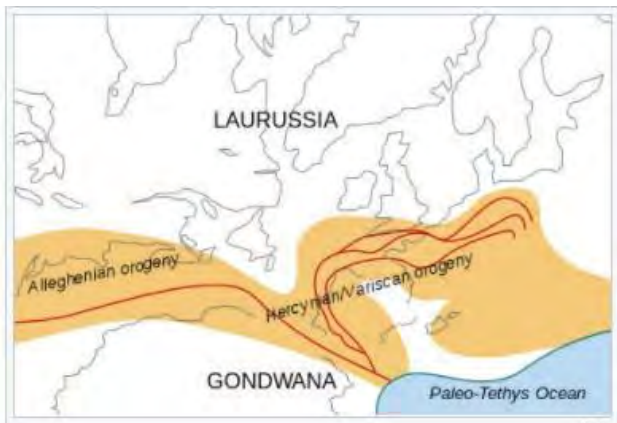 LAURUSSIA
Alleghenian orogeny
Hercynian/Variscan orogeny
GONDWANA
Paleo-Tethys Ocean